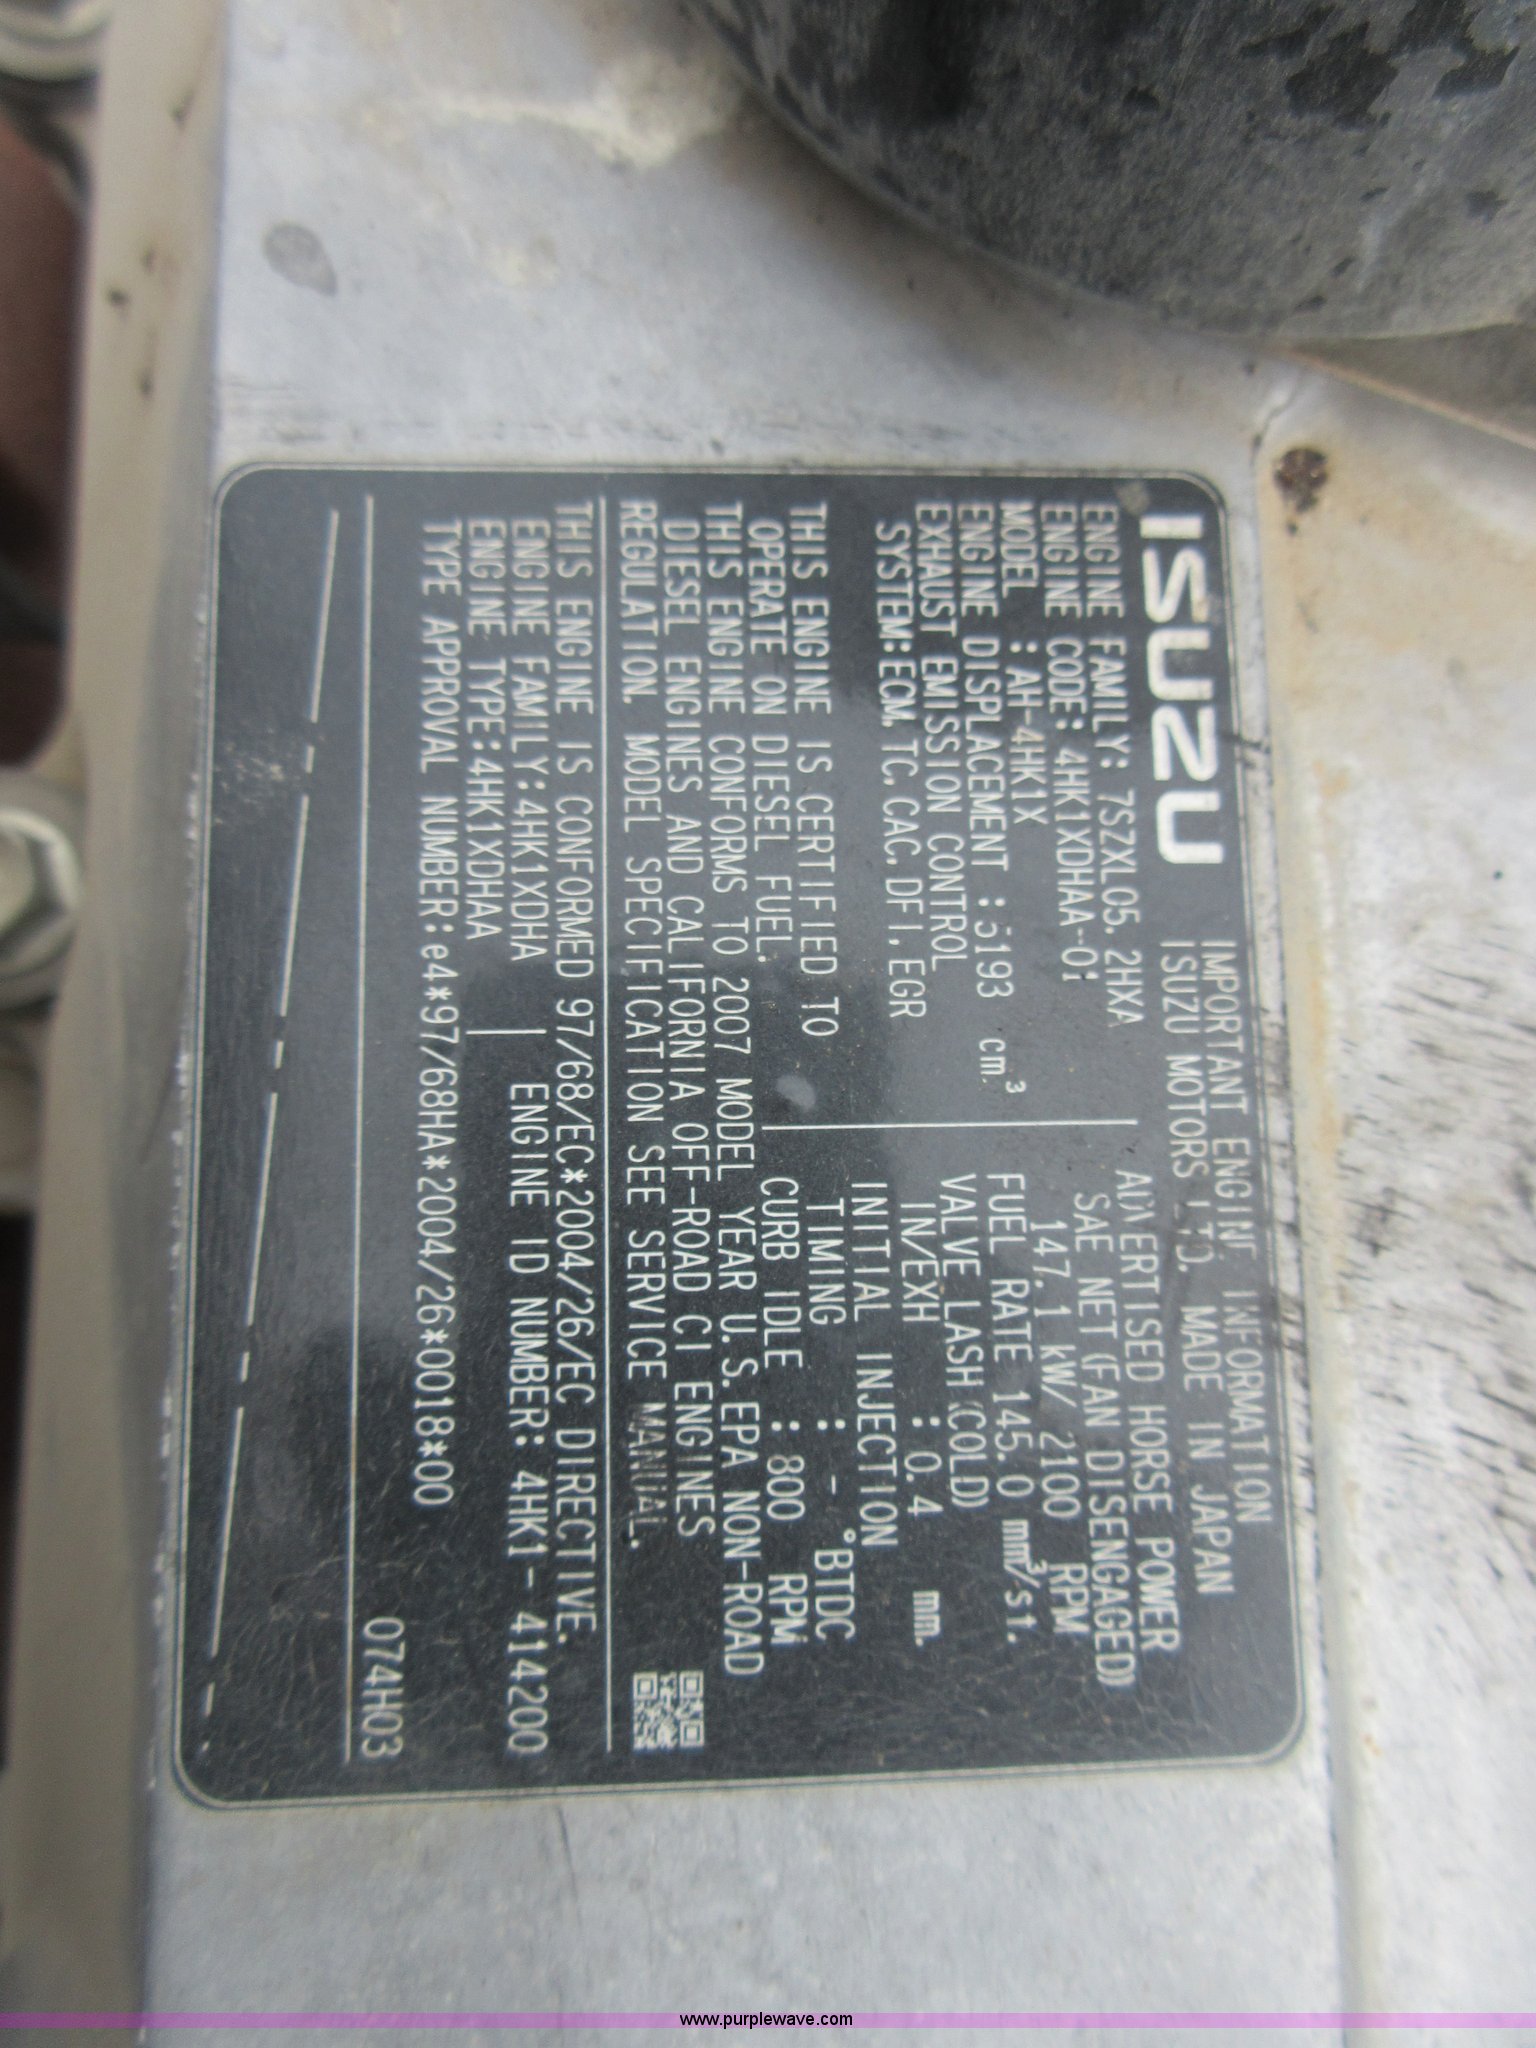 ISUZU
IMPORTANT ENGINE INFORMATION
ISUZU MOTORS LTD. MADE IN JAPAN
ENGINE FAMILY: 7SZXL05.2HXA
ENGINE CODE: 4HK1XDHAA-01
MODEL :AH-4HK1X
ENGINE DISPLACEMENT :5193 cm³
EXHAUST EMISSION CONTROL
SYSTEM:ECM.TC.CAC.DFI.EGR
ADVERTISED HORSE POWER
SAE NET(FAN DISENGAGED)
147.1 kW/ 2100 RPM
FUEL RATE 145.0 mm³/st.
VALVE LASH(COLD)
IN/EXH : 0.4 mm.
INITIAL INJECTION
TIMING : - °BTDC
CURB IDLE : 800 RPM
THIS ENGINE IS CERTIFIED TO
OPERATE ON DIESEL FUEL.
THIS ENGINE CONFORMS TO 2007 MODEL YEAR U.S.EPA NON-ROAD
DIESEL ENGINES AND CALIFORNIA OFF-ROAD CI ENGINES
REGULATION. MODEL SPECIFICATION SEE SERVICE MANUAL.
THIS ENGINE IS CONFORMED 97/68/EC*2004/26/EC DIRECTIVE.
ENGINE FAMILY:4HK1XDHA
ENGINE ID NUMBER: 4HK1- 414200
ENGINE TYPE:4HK1XDHAA
TYPE APPROVAL NUMBER:e4*97/68HA*2004/26*0018*00
074H03
www.purplewave.com